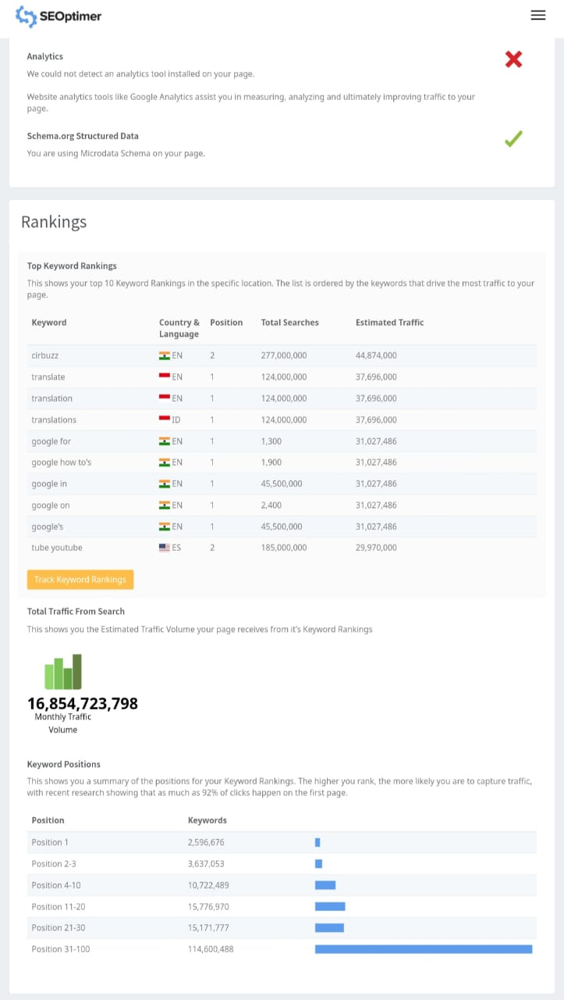 SEOptimer
Analytics
We could not detect an analytics tool installed on your page.
Website analytics tools like Google Analytics assist you in measuring, analyzing and ultimately improving traffic to your
page.
Schema.org Structured Data
You are using Microdata Schema on your page.
Rankings
Top Keyword Rankings
This shows your top 10 Keyword Rankings in the specific location. The list is ordered by the keywords that drive the most traffic to your
page.
Keyword Country & Language Position Total Searches Estimated Traffic
cirbuzz EN 2 277,000,000 44,874,000
translate EN 1 124,000,000 37,696,000
translation EN 1 124,000,000 37,696,000
translations ID 1 124,000,000 37,696,000
google for EN 1 1,300 31,027,486
google how to's EN 1 1,900 31,027,486
google in EN 1 45,500,000 31,027,486
google on EN 1 2,400 31,027,486
google's EN 1 45,500,000 31,027,486
tube youtube ES 2 185,000,000 29,970,000
Track Keyword Rankings
Total Traffic From Search
This shows you the Estimated Traffic Volume your page receives from it's Keyword Rankings
16,854,723,798
Monthly Traffic
Volume
Keyword Positions
This shows you a summary of the positions for your Keyword Rankings. The higher you rank, the more likely you are to capture traffic,
with recent research showing that as much as 92% of clicks happen on the first page.
Position Keywords
Position 1 2,596,676
Position 2-3 3,637,053
Position 4-10 10,722,489
Position 11-20 15,776,970
Position 21-30 15,171,777
Position 31-100 114,600,488